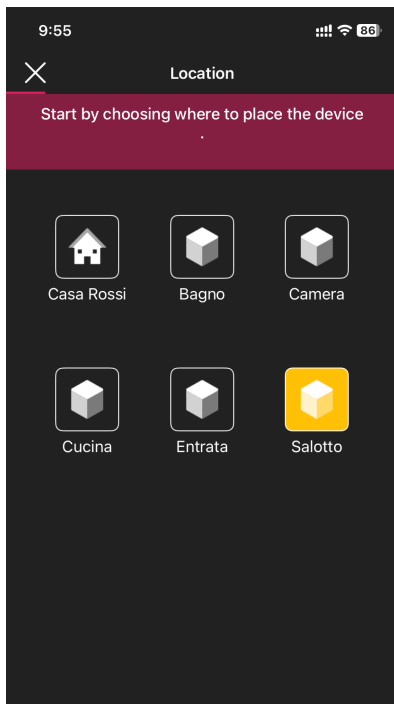 9:55
86
Location
Start by choosing where to place the device
.
Casa Rossi
Bagno
Camera
Cucina
Entrata
Salotto